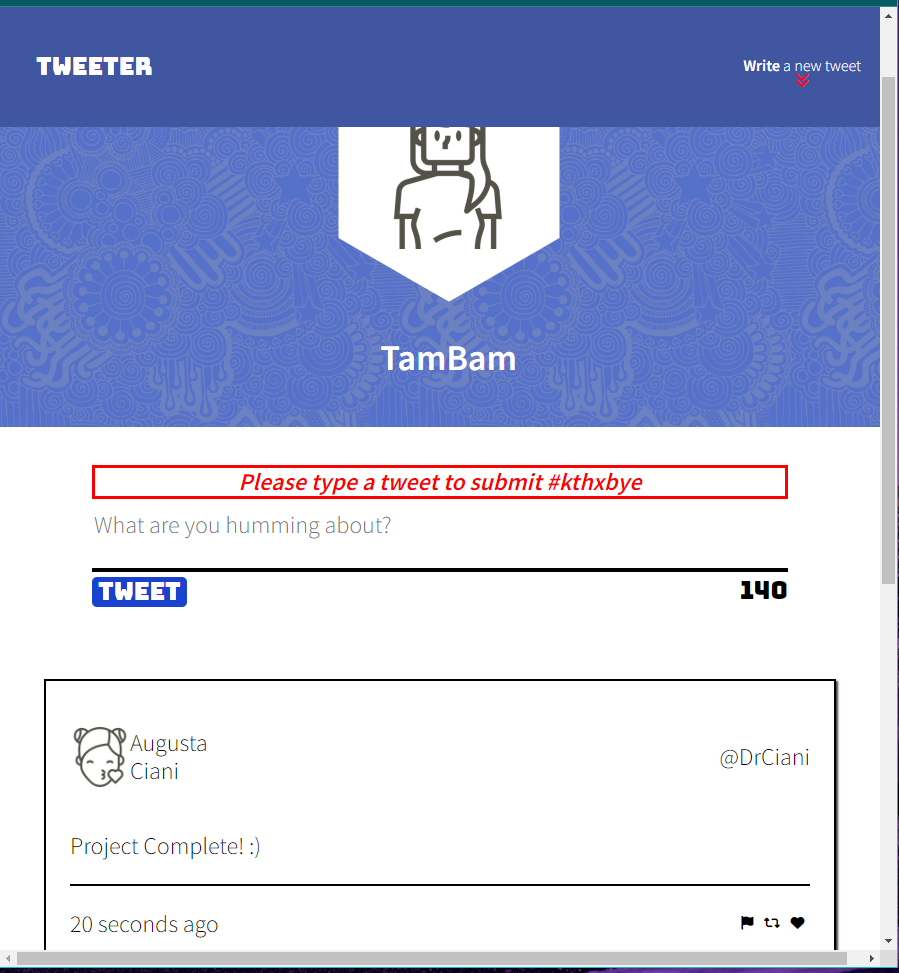 TWEETER
Write a new tweet
TamBam
Please type a tweet to submit #kthxbye
What are you humming about?
TWEET
140
Augusta
Ciani
@DrCiani
Project Complete! :)
20 seconds ago